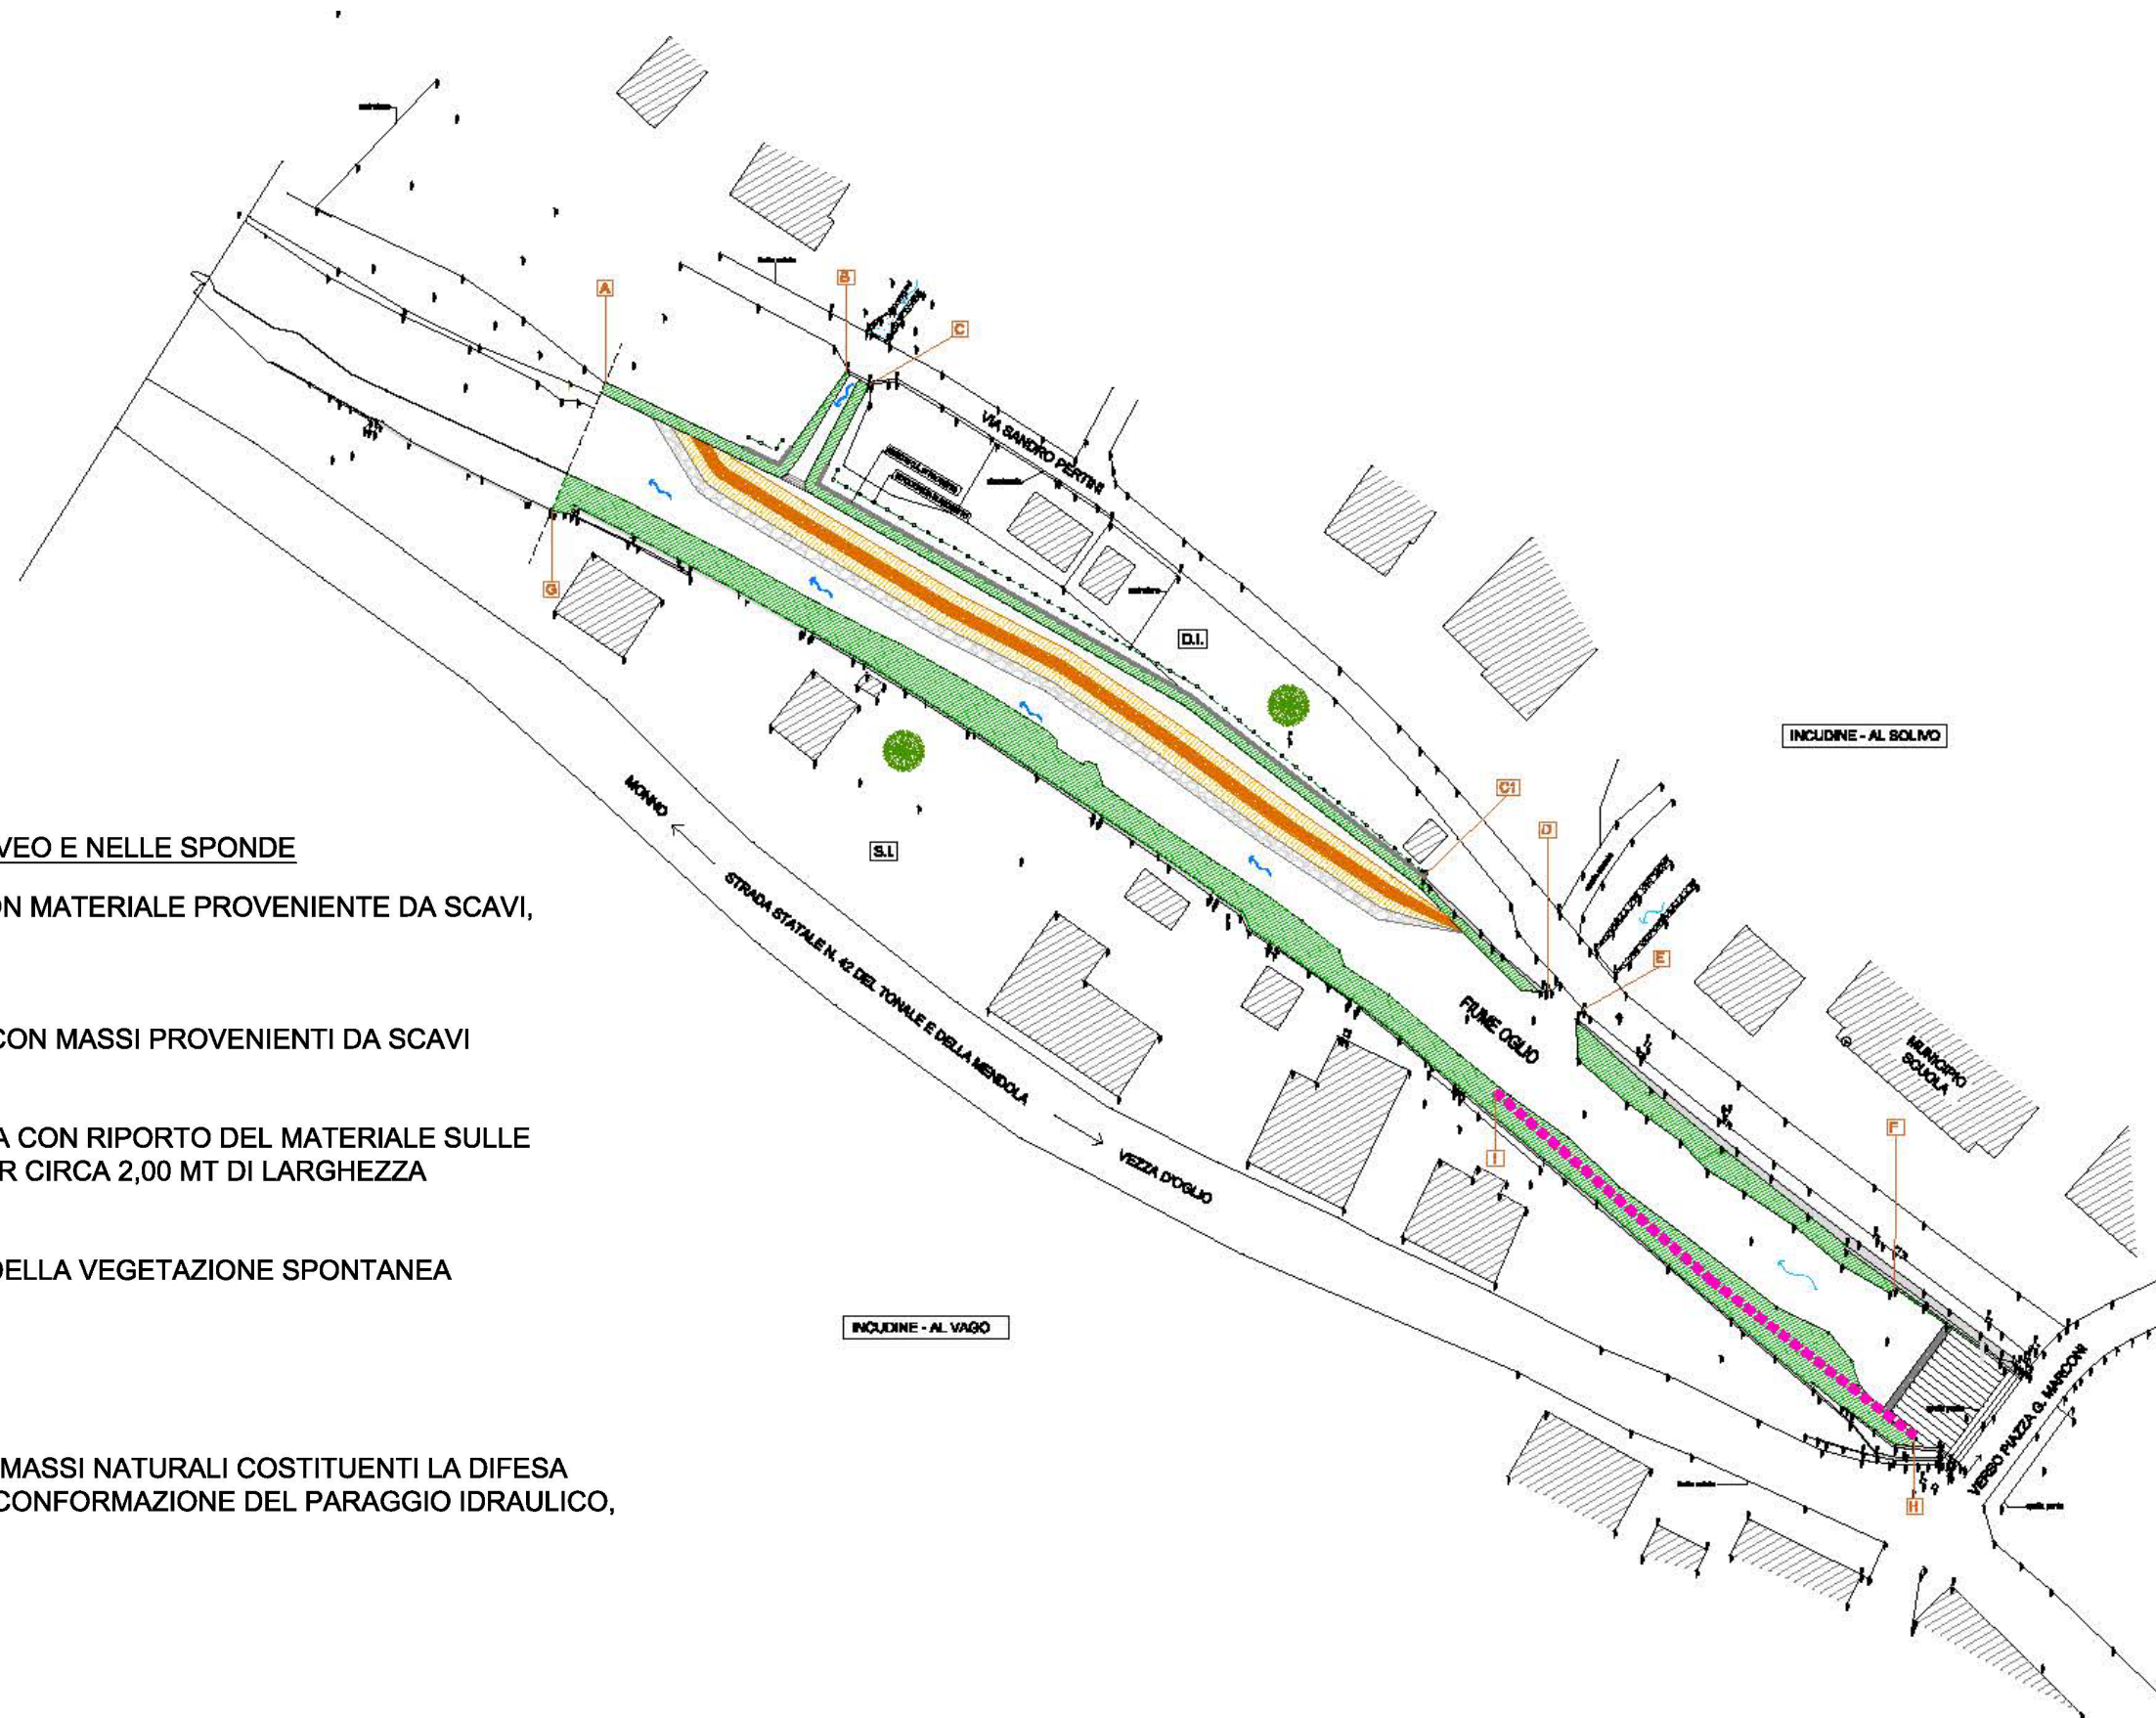 A
B
C
VIA SANDRO PERTINI
G
D.I.
INCUDINE - AL SOLIVO
C1
D
MONNO
S.I.
VEO E NELLE SPONDE
ON MATERIALE PROVENIENTE DA SCAVI,
STRADA STATALE N. 42 DEL TONALE E DELLA MENDOLA
E
FIUME OGLIO
CON MASSI PROVENIENTI DA SCAVI
MUNICIPIO
SCUOLA
A CON RIPORTO DEL MATERIALE SULLE
R CIRCA 2,00 MT DI LARGHEZZA
F
I
VEZZA D'OGLIO
DELLA VEGETAZIONE SPONTANEA
INCUDINE - AL VAGO
VERSO PIAZZA G. MARCONI
MASSI NATURALI COSTITUENTI LA DIFESA
CONFORMAZIONE DEL PARAGGIO IDRAULICO,
H